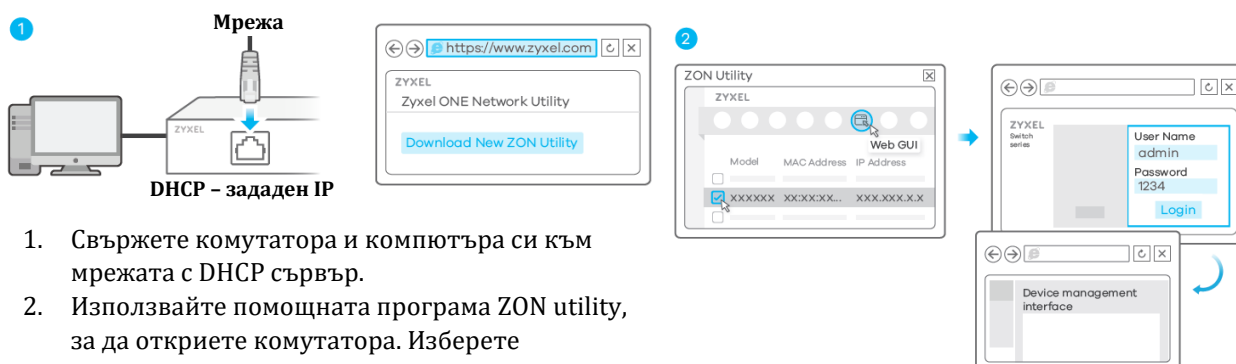 1
Мрежа
ZYXEL
DHCP – зададен IP
https://www.zyxel.com
ZYXEL
Zyxel ONE Network Utility
Download New ZON Utility
1. Свържете комутатора и компютъра си към
мрежата с DHCP сървър.
2. Използвайте помощната програма ZON utility,
за да откриете комутатора. Изберете
2
ZON Utility
ZYXEL
Web GUI
Model MAC Address IP Address
xxxxxx xx:xx:xx... xxx.xxx.x.x
ZYXEL
Switch
series
User Name
admin
Password
1234
Login
Device management
interface